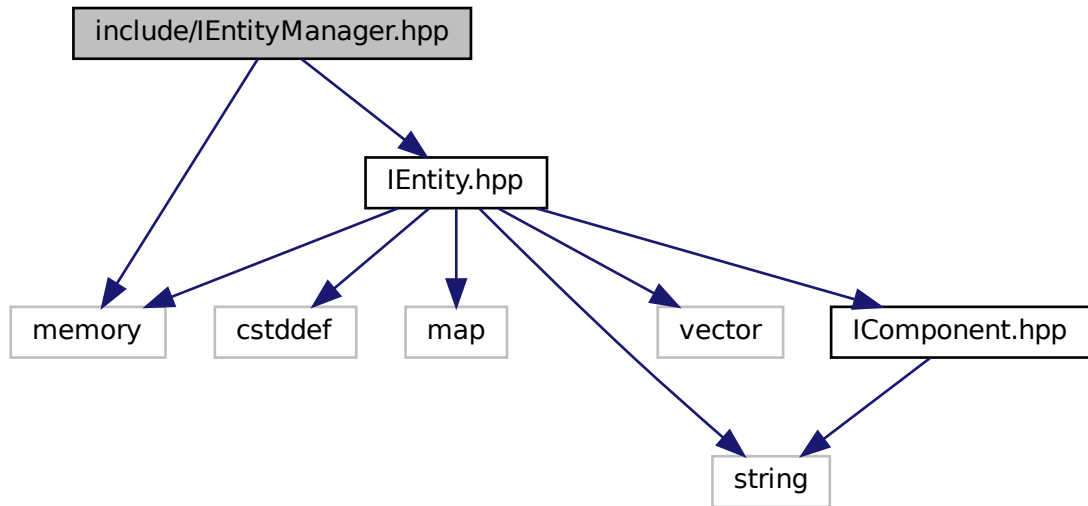 include/IEntityManager.hpp
IEntity.hpp
memory
cstddef
map
vector
IComponent.hpp
string